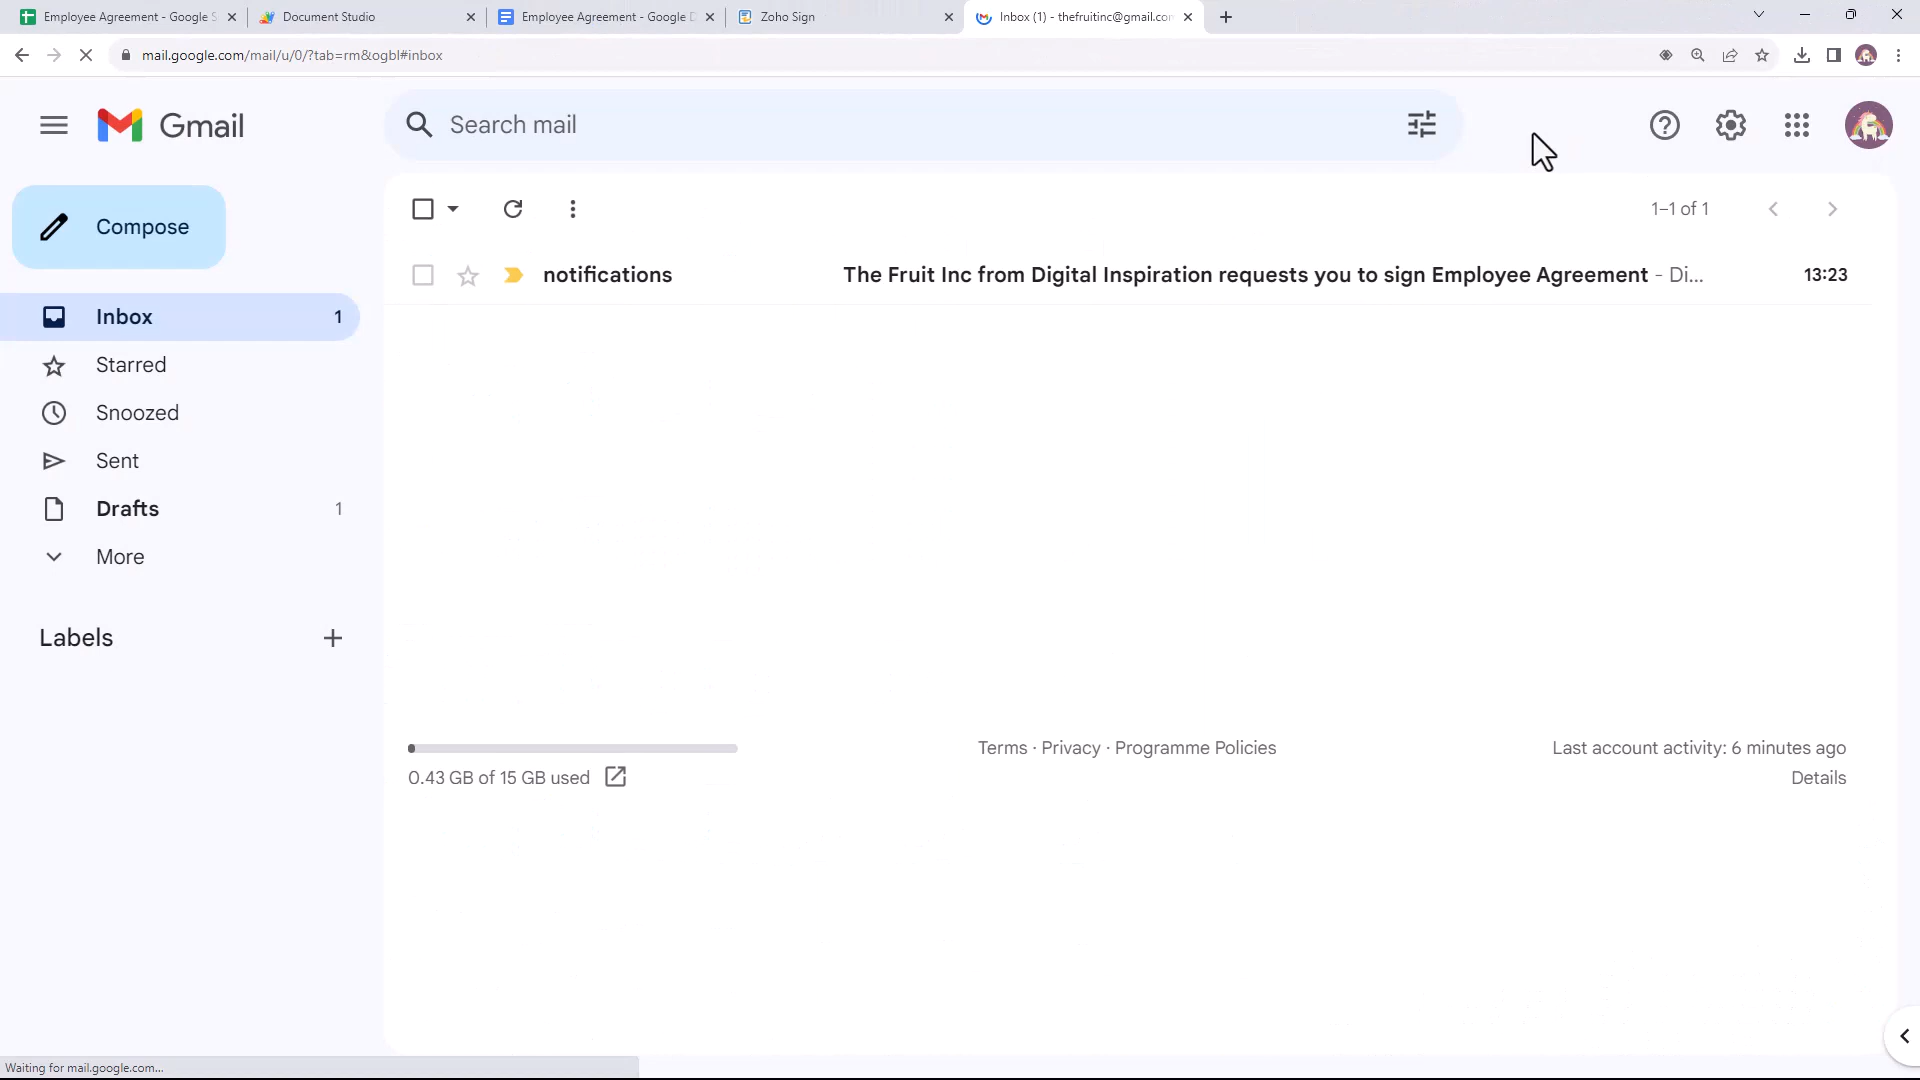 Employee Agreement - Google S
Document Studio
Employee Agreement - Google D
Zoho Sign
Inbox (1) - thefruitinc@gmail.com
mail.google.com/mail/u/0/?tab=rm&ogbl#inbox
Gmail
Search mail
Compose
1–1 of 1
notifications
The Fruit Inc from Digital Inspiration requests you to sign Employee Agreement - Di...
13:23
Inbox
1
Starred
Snoozed
Sent
Drafts
1
More
Labels
0.43 GB of 15 GB used
Terms · Privacy · Programme Policies
Last account activity: 6 minutes ago
Details
Waiting for mail.google.com...